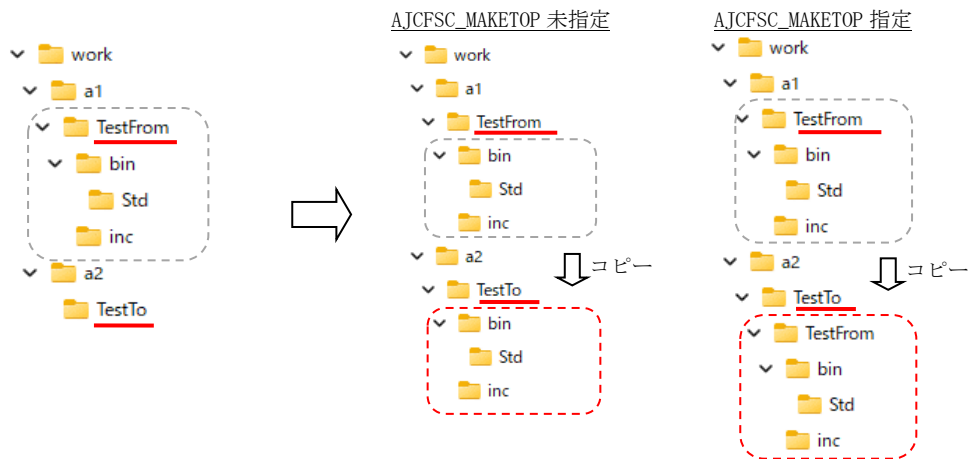 work
a1
TestFrom
bin
Std
inc
a2
TestTo
AJCFSC_MAKETOP 未指定
work
a1
TestFrom
bin
Std
inc
a2
コピー
TestTo
bin
Std
inc
AJCFSC_MAKETOP 指定
work
a1
TestFrom
bin
Std
inc
a2
コピー
TestTo
TestFrom
bin
Std
inc